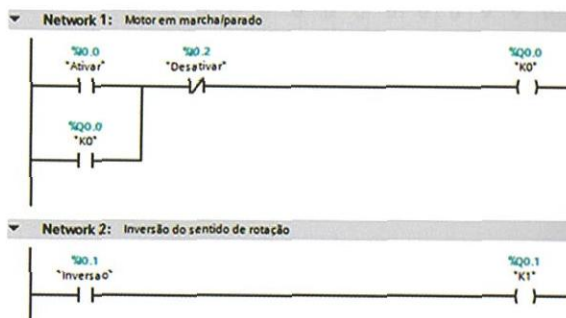 Network 1: Motor em marcha/parado
%I0.0
"Ativar"
%I0.2
"Desativar"
%Q0.0
"K0"
%Q0.0
"K0"
Network 2: Inversão do sentido de rotação
%I0.1
"Inversao"
%Q0.1
"K1"